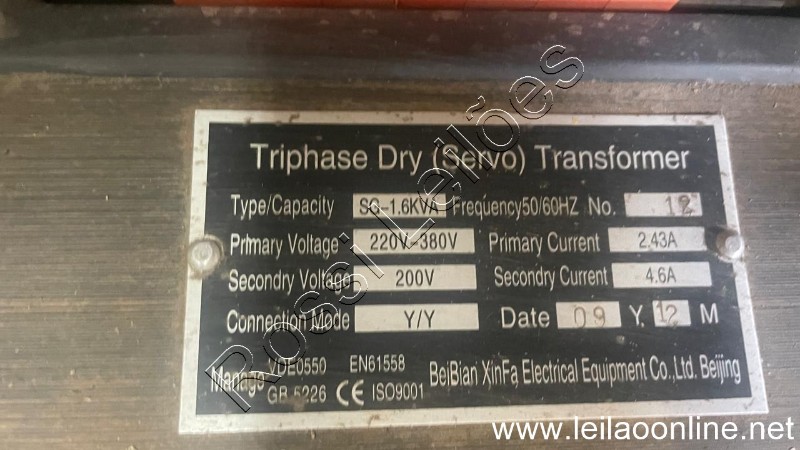 Triphase Dry (Servo) Transformer
Type/Capacity SG-1.6KVA Frequency50/60HZ No. 12
Primary Voltage 220V-380V Primary Current 2.43A
Secondry Voltage 200V Secondry Current 4.6A
Connection Mode Y/Y Date 09 Y. 12 M
Manage VDE0550 EN61558
GB 5226 CE ISO9001
BeiBian XinFa Electrical Equipment Co.,Ltd. Beijing
Rossi Leilões
www.leilaoonline.net